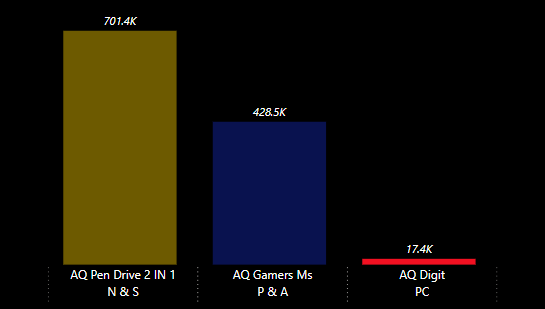 701.4K
428.5K
17.4K
AQ Pen Drive 2 IN 1
AQ Gamers Ms
AQ Digit
N & S
P & A
PC